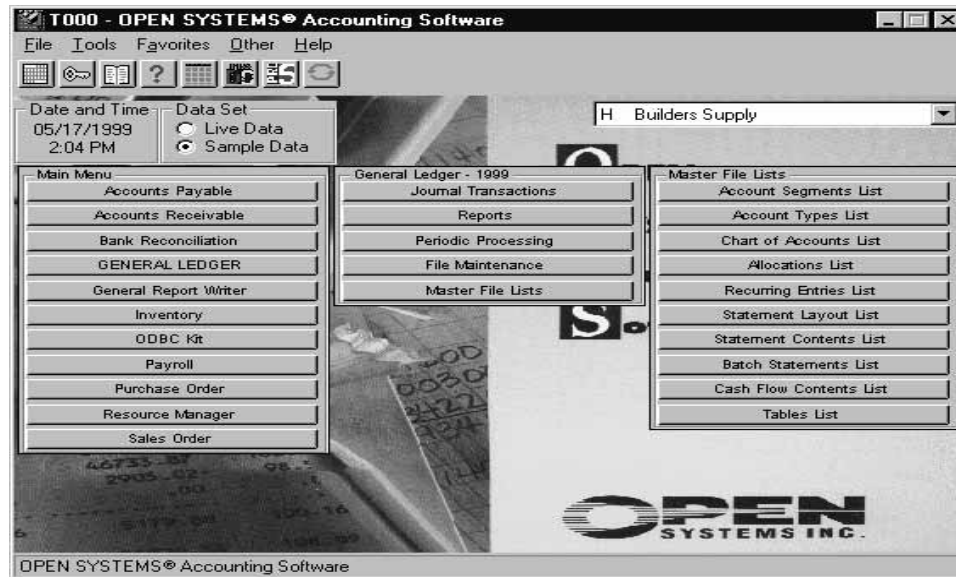 T000 - OPEN SYSTEMS® Accounting Software
File Tools Favorites Other Help
Date and Time
05/17/1999
2:04 PM
Data Set
Live Data
Sample Data
H Builders Supply
Main Menu
Accounts Payable
Accounts Receivable
Bank Reconciliation
GENERAL LEDGER
General Report Writer
Inventory
ODBC Kit
Payroll
Purchase Order
Resource Manager
Sales Order
General Ledger - 1999
Journal Transactions
Reports
Periodic Processing
File Maintenance
Master File Lists
Master File Lists
Account Segments List
Account Types List
Chart of Accounts List
Allocations List
Recurring Entries List
Statement Layout List
Statement Contents List
Batch Statements List
Cash Flow Contents List
Tables List
46733.87
2905.02
OPEN
SYSTEMS INC.
OPEN SYSTEMS® Accounting Software